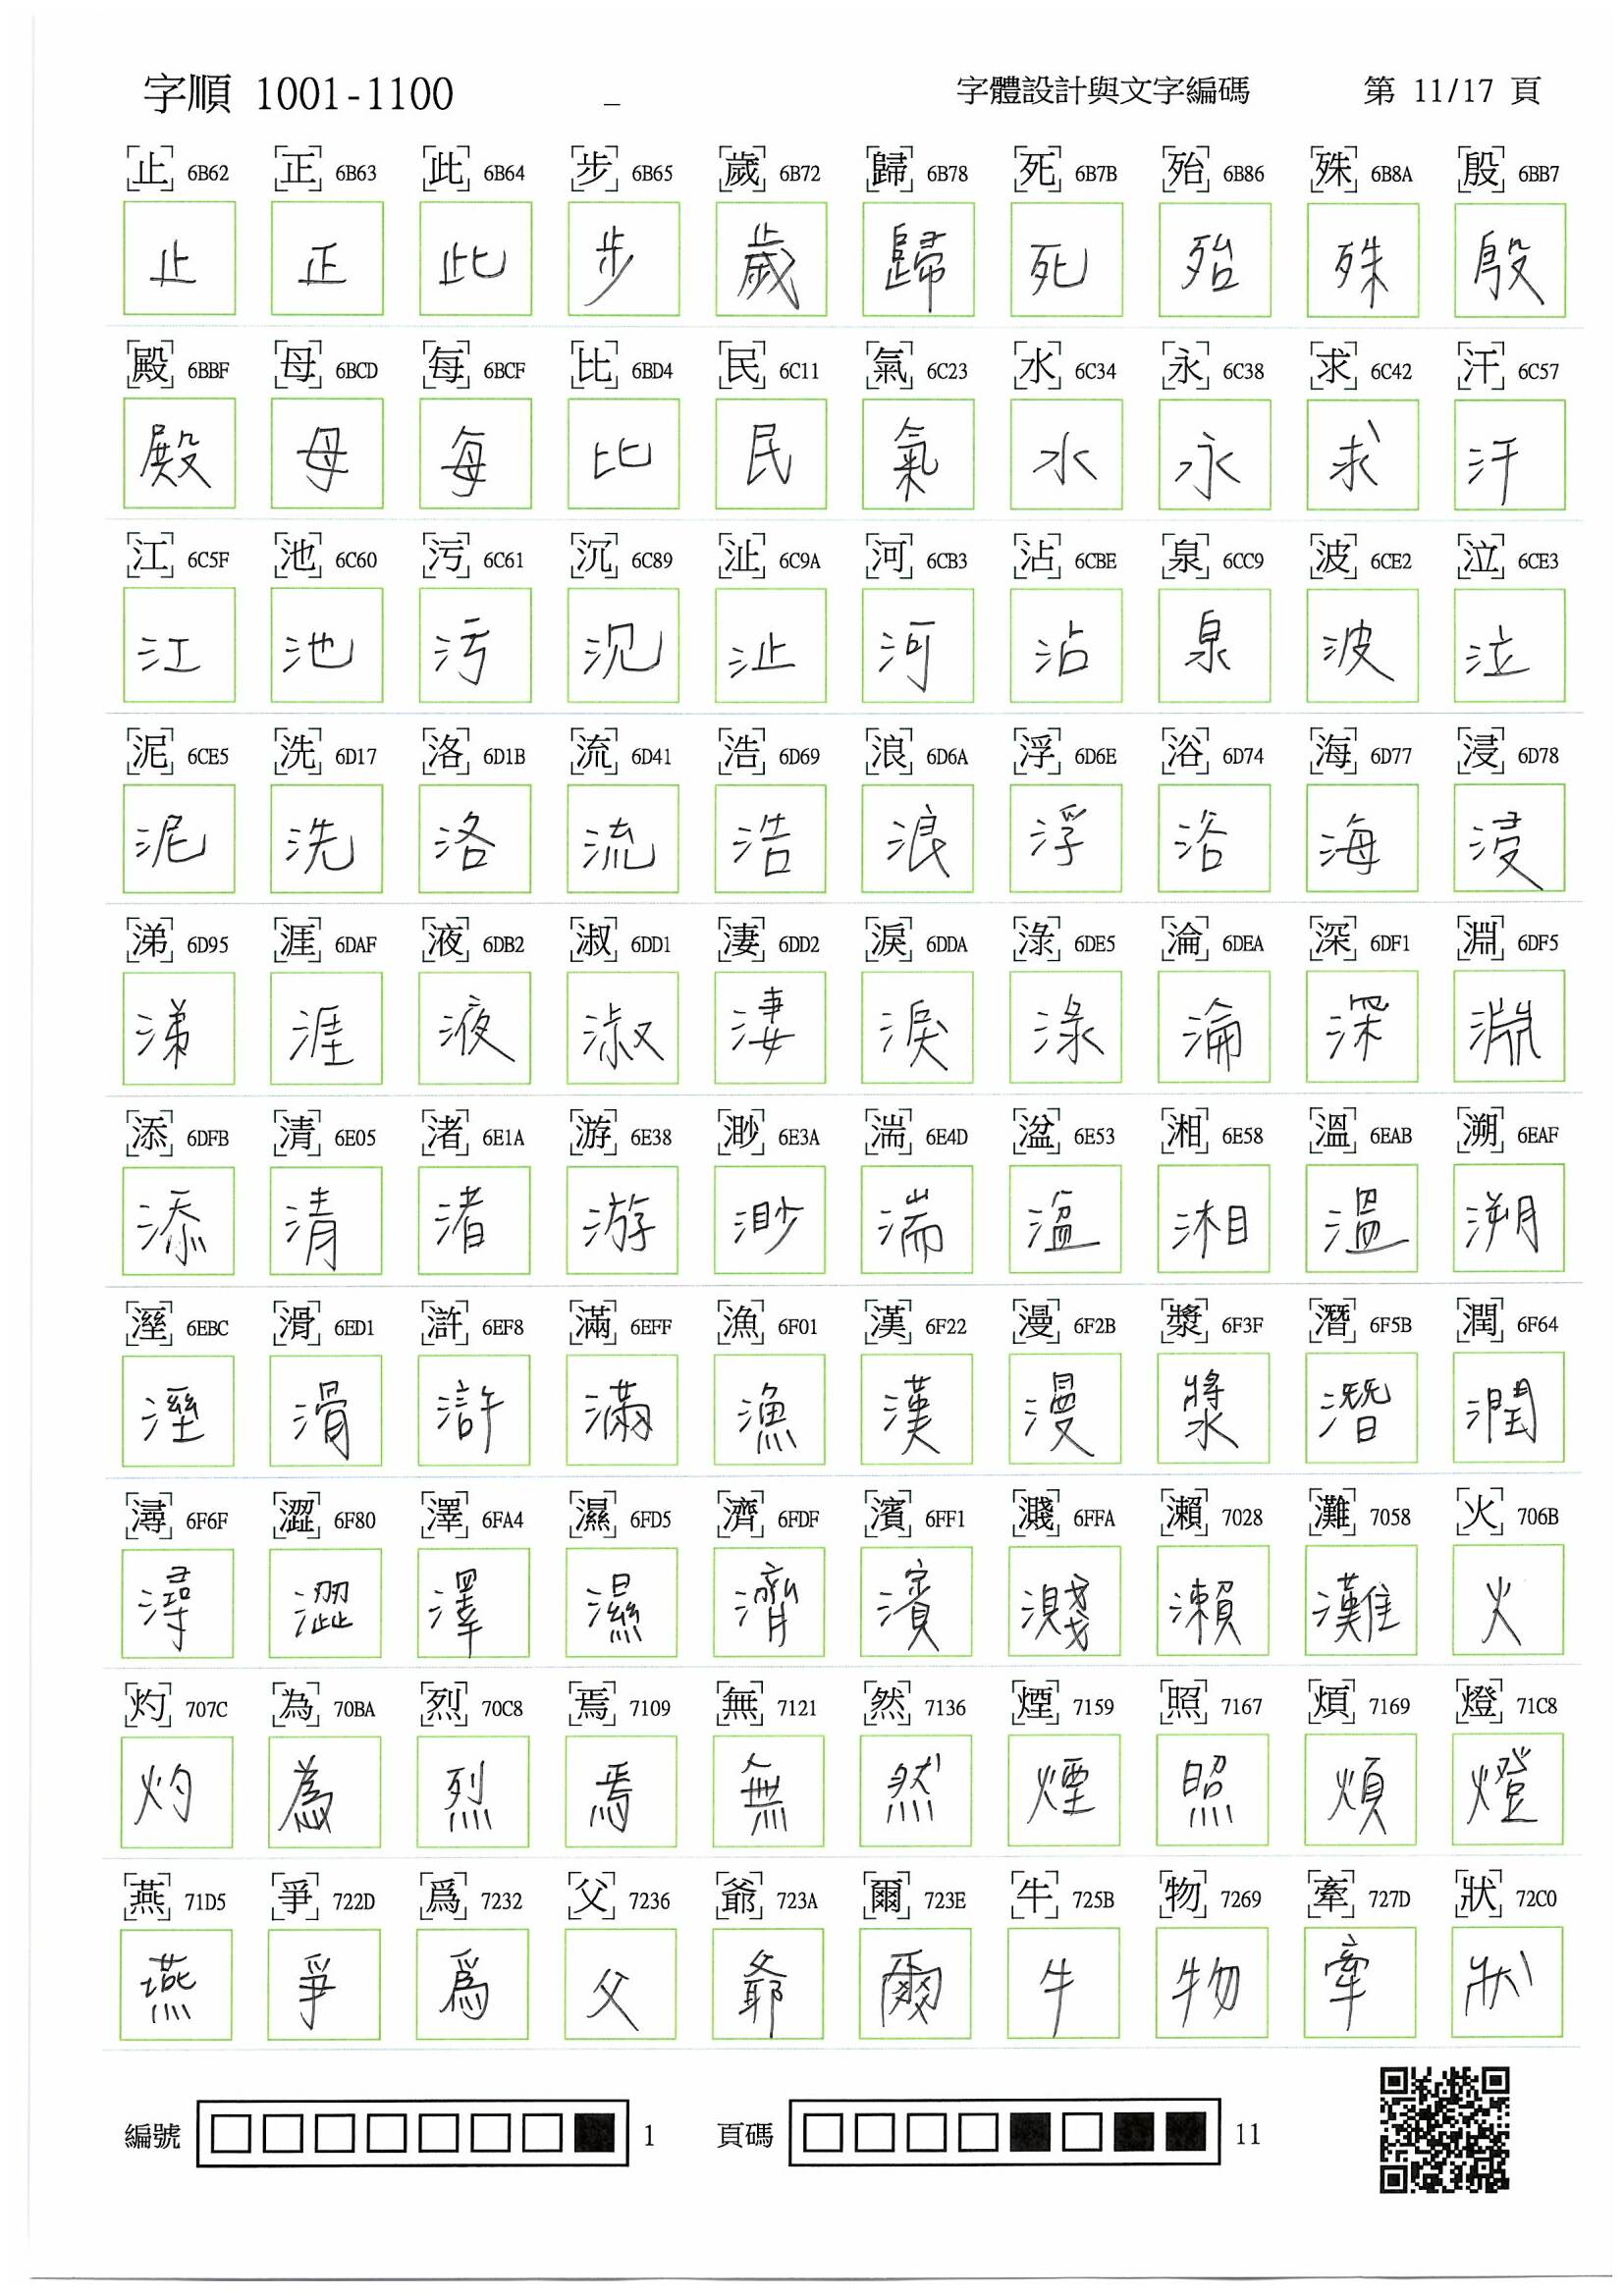 字順 1001-1100 _ 字體設計與文字編碼 第 11/17 頁
止 6B62 正 6B63 此 6B64 步 6B65 歲 6B72 歸 6B78 死 6B7B 殆 6B86 殊 6B8A 殷 6BB7
止 正 此 步 歲 歸 死 殆 殊 殷
殿 6BBF 母 6BCD 每 6BCF 比 6BD4 民 6C11 氣 6C23 水 6C34 永 6C38 求 6C42 汗 6C57
殿 母 每 比 民 氣 水 永 求 汗
江 6C5F 池 6C60 污 6C61 沉 6C89 沚 6C9A 河 6CB3 沾 6CBE 泉 6CC9 波 6CE2 泣 6CE3
江 池 污 沉 沚 河 沾 泉 波 泣
泥 6CE5 洗 6D17 洛 6D1B 流 6D41 浩 6D69 浪 6D6A 浮 6D6E 浴 6D74 海 6D77 浸 6D78
泥 洗 洛 流 浩 浪 浮 浴 海 浸
涕 6D95 涯 6DAF 液 6DB2 淑 6DD1 淒 6DD2 淚 6DDA 淥 6DE5 淪 6DEA 深 6DF1 淵 6DF5
涕 涯 液 淑 淒 淚 淥 淪 深 淵
添 6DFB 清 6E05 渚 6E1A 游 6E38 渺 6E3A 湍 6E4D 湓 6E53 湘 6E58 溫 6EAB 溯 6EAF
添 清 渚 游 渺 湍 湓 湘 溫 溯
溼 6EBC 滑 6ED1 滸 6EF8 滿 6EFF 漁 6F01 漢 6F22 漫 6F2B 漿 6F3F 潛 6F5B 潤 6F64
溼 滑 滸 滿 漁 漢 漫 漿 潛 潤
潯 6F6F 澀 6F80 澤 6FA4 濕 6FD5 濟 6FDF 濱 6FF1 濺 6FFA 瀨 7028 灘 7058 火 706B
潯 澀 澤 濕 濟 濱 濺 瀨 灘 火
灼 707C 為 70BA 烈 70C8 焉 7109 無 7121 然 7136 煙 7159 照 7167 煩 7169 燈 71C8
灼 為 烈 焉 無 然 煙 照 煩 燈
燕 71D5 爭 722D 爲 7232 父 7236 爺 723A 爾 723E 牛 725B 物 7269 牽 727D 狀 72C0
燕 爭 爲 父 爺 爾 牛 物 牽 狀
編號 1 頁碼 11